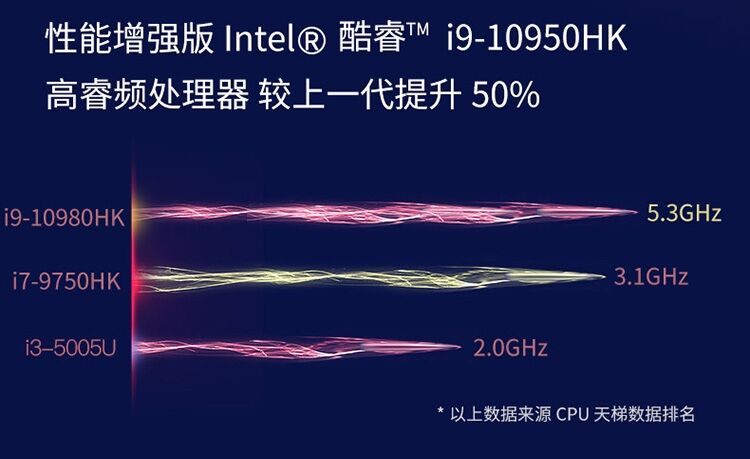 性能增强版 Intel® 酷睿™ i9-10950HK
高睿频处理器 较上一代提升 50%
i9-10980HK 5.3GHz
i7-9750HK 3.1GHz
i3-5005U 2.0GHz
* 以上数据来源 CPU 天梯数据排名